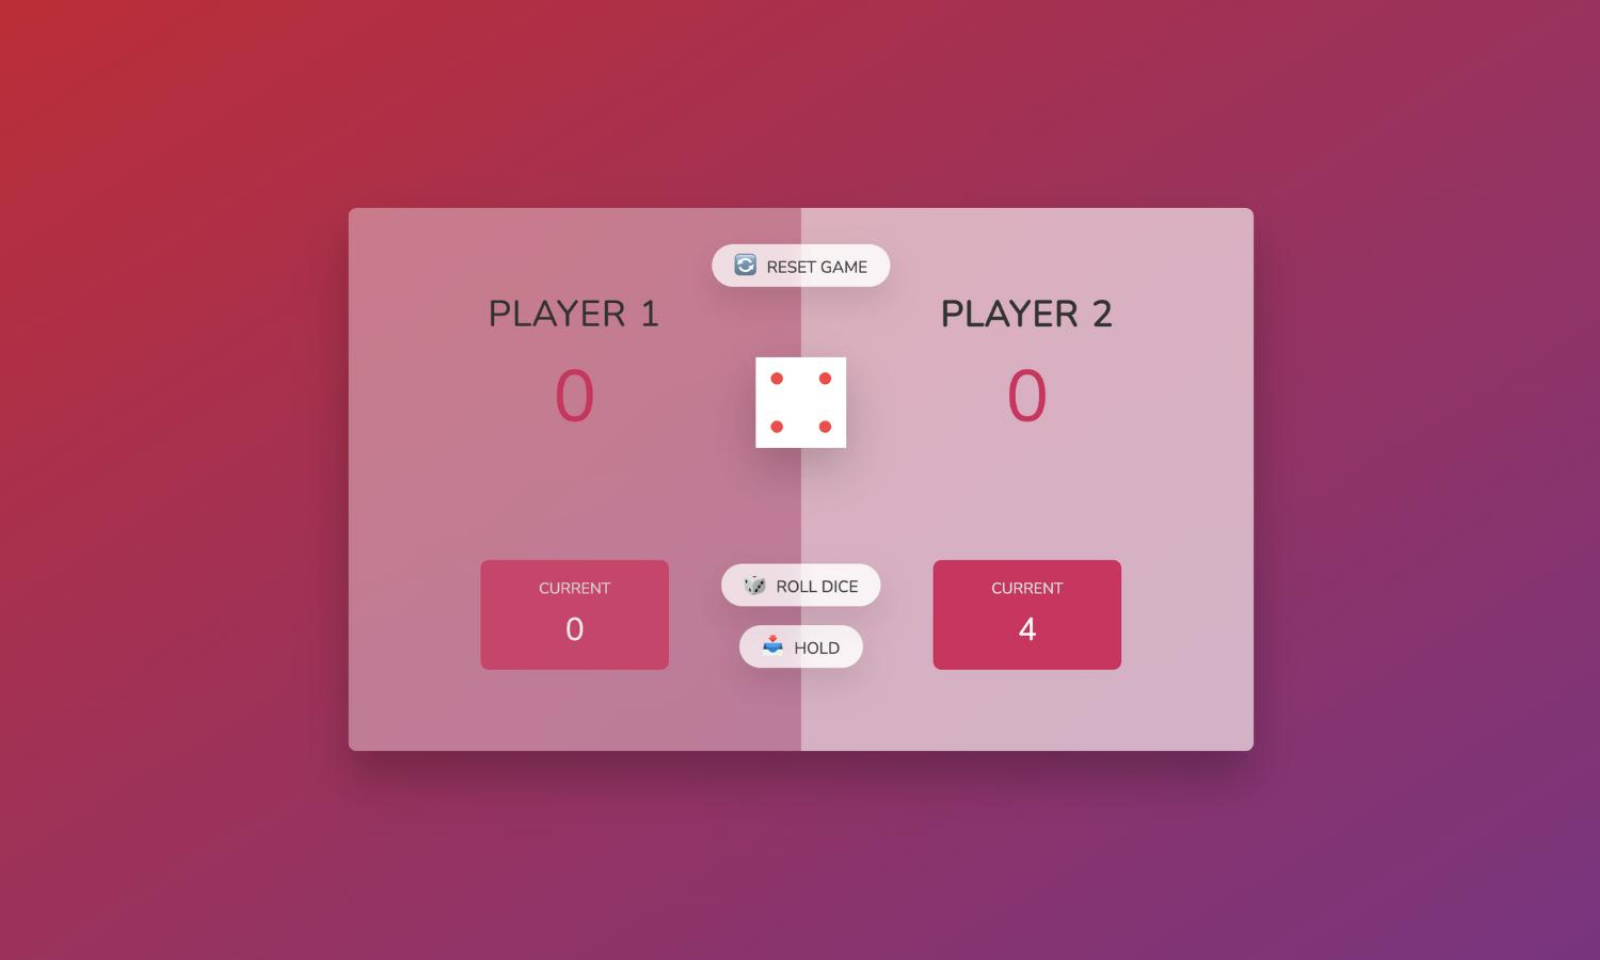 RESET GAME
PLAYER 1
0
PLAYER 2
0
CURRENT
0
ROLL DICE
HOLD
CURRENT
4